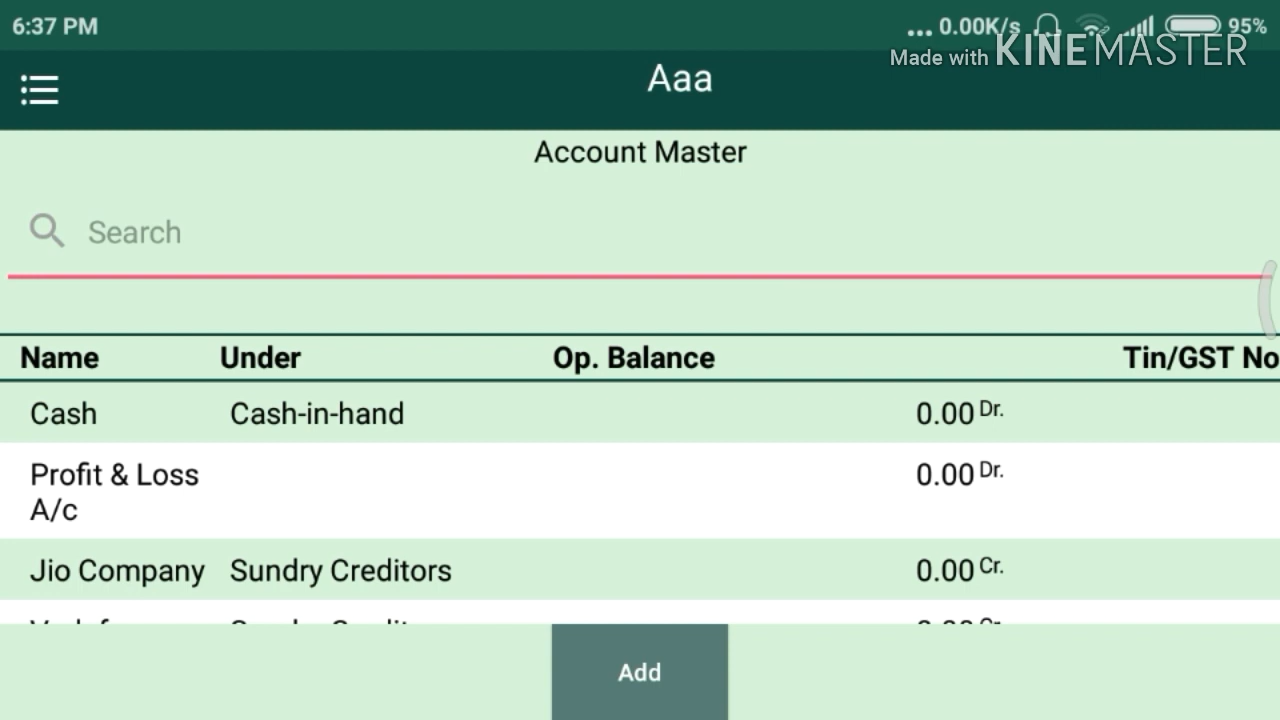 6:37 PM ... 0.00K/s 95%
Made with KINEMASTER
Aaa
Account Master
Search
Name Under Op. Balance Tin/GST No
Cash Cash-in-hand 0.00 Dr.
Profit & Loss 0.00 Dr.
A/c
Jio Company Sundry Creditors 0.00 Cr.
Add